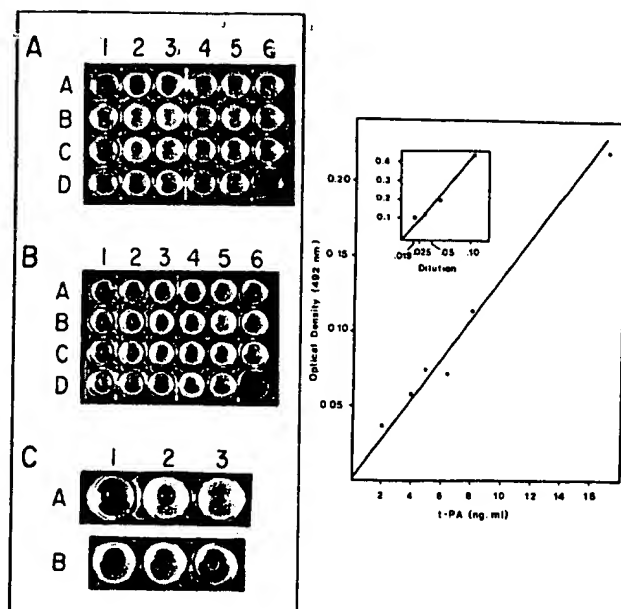 A
1 2 3 4 5 6
A
B
C
D
B
1 2 3 4 5 6
A
B
C
D
C
1 2 3
A
B
Optical Density (492 nm)
0.20
0.15
0.10
0.05
2 4 6 8 10 12 14 16
t-PA (ng.ml)
0.4
0.3
0.2
0.1
.013 .025 .05 0.10
Dilution